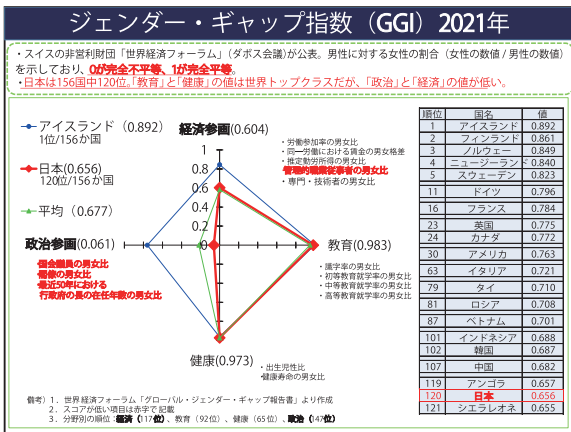 ジェンダー・ギャップ指数（GGI）2021年
・スイスの非営利財団「世界経済フォーラム」（ダボス会議）が公表。男性に対する女性の割合（女性の数値/男性の数値）
を示しており、0が完全不平等、1が完全平等。
・日本は156国中120位。「教育」と「健康」の値は世界トップクラスだが、「政治」と「経済」の値が低い。
アイスランド（0.892）
1位/156か国
日本(0.656)
120位/156か国
平均（0.677）
経済参画(0.604)
・労働参加率の男女比
・同一労働における賃金の男女格差
・推定勤労所得の男女比
・管理的職業従事者の男女比
・専門・技術者の男女比
1
0.8
0.6
0.4
0.2
0
政治参画(0.061)
・国会議員の男女比
・閣僚の男女比
・最近50年における
行政府の長の在任年数の男女比
教育(0.983)
・識字率の男女比
・初等教育就学率の男女比
・中等教育就学率の男女比
・高等教育就学率の男女比
健康(0.973)
・出生児性比
・健康寿命の男女比
順位 国名 値
1 アイスランド 0.892
2 フィンランド 0.861
3 ノルウェー 0.849
4 ニュージーランド 0.840
5 スウェーデン 0.823
11 ドイツ 0.796
16 フランス 0.784
23 英国 0.775
24 カナダ 0.772
30 アメリカ 0.763
63 イタリア 0.721
79 タイ 0.710
81 ロシア 0.708
87 ベトナム 0.701
101 インドネシア 0.688
102 韓国 0.687
107 中国 0.682
119 アンゴラ 0.657
120 日本 0.656
121 シエラレオネ 0.655
備考）1．世界経済フォーラム「グローバル・ジェンダー・ギャップ報告書」より作成
2．スコアが低い項目は赤字で記載
3．分野別の順位：経済（117位）、教育（92位）、健康（65位）、政治（147位）